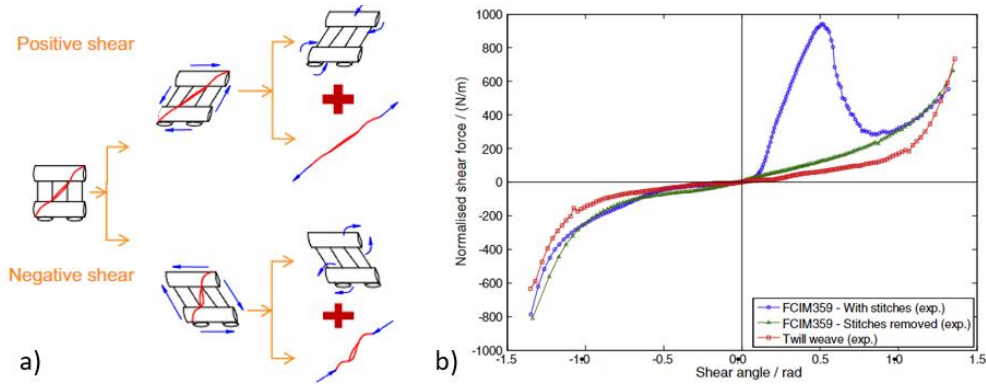 Positive shear
Negative shear
a)
b)
Normalised shear force / (N/m)
1000
800
600
400
200
0
-200
-400
-600
-800
-1000
-1.5
-1.0
-0.5
0.0
0.5
1.0
1.5
Shear angle / rad
FCIM359 - With stitches (exp.)
FCIM359 - Stitches removed (exp.)
Twill weave (exp.)